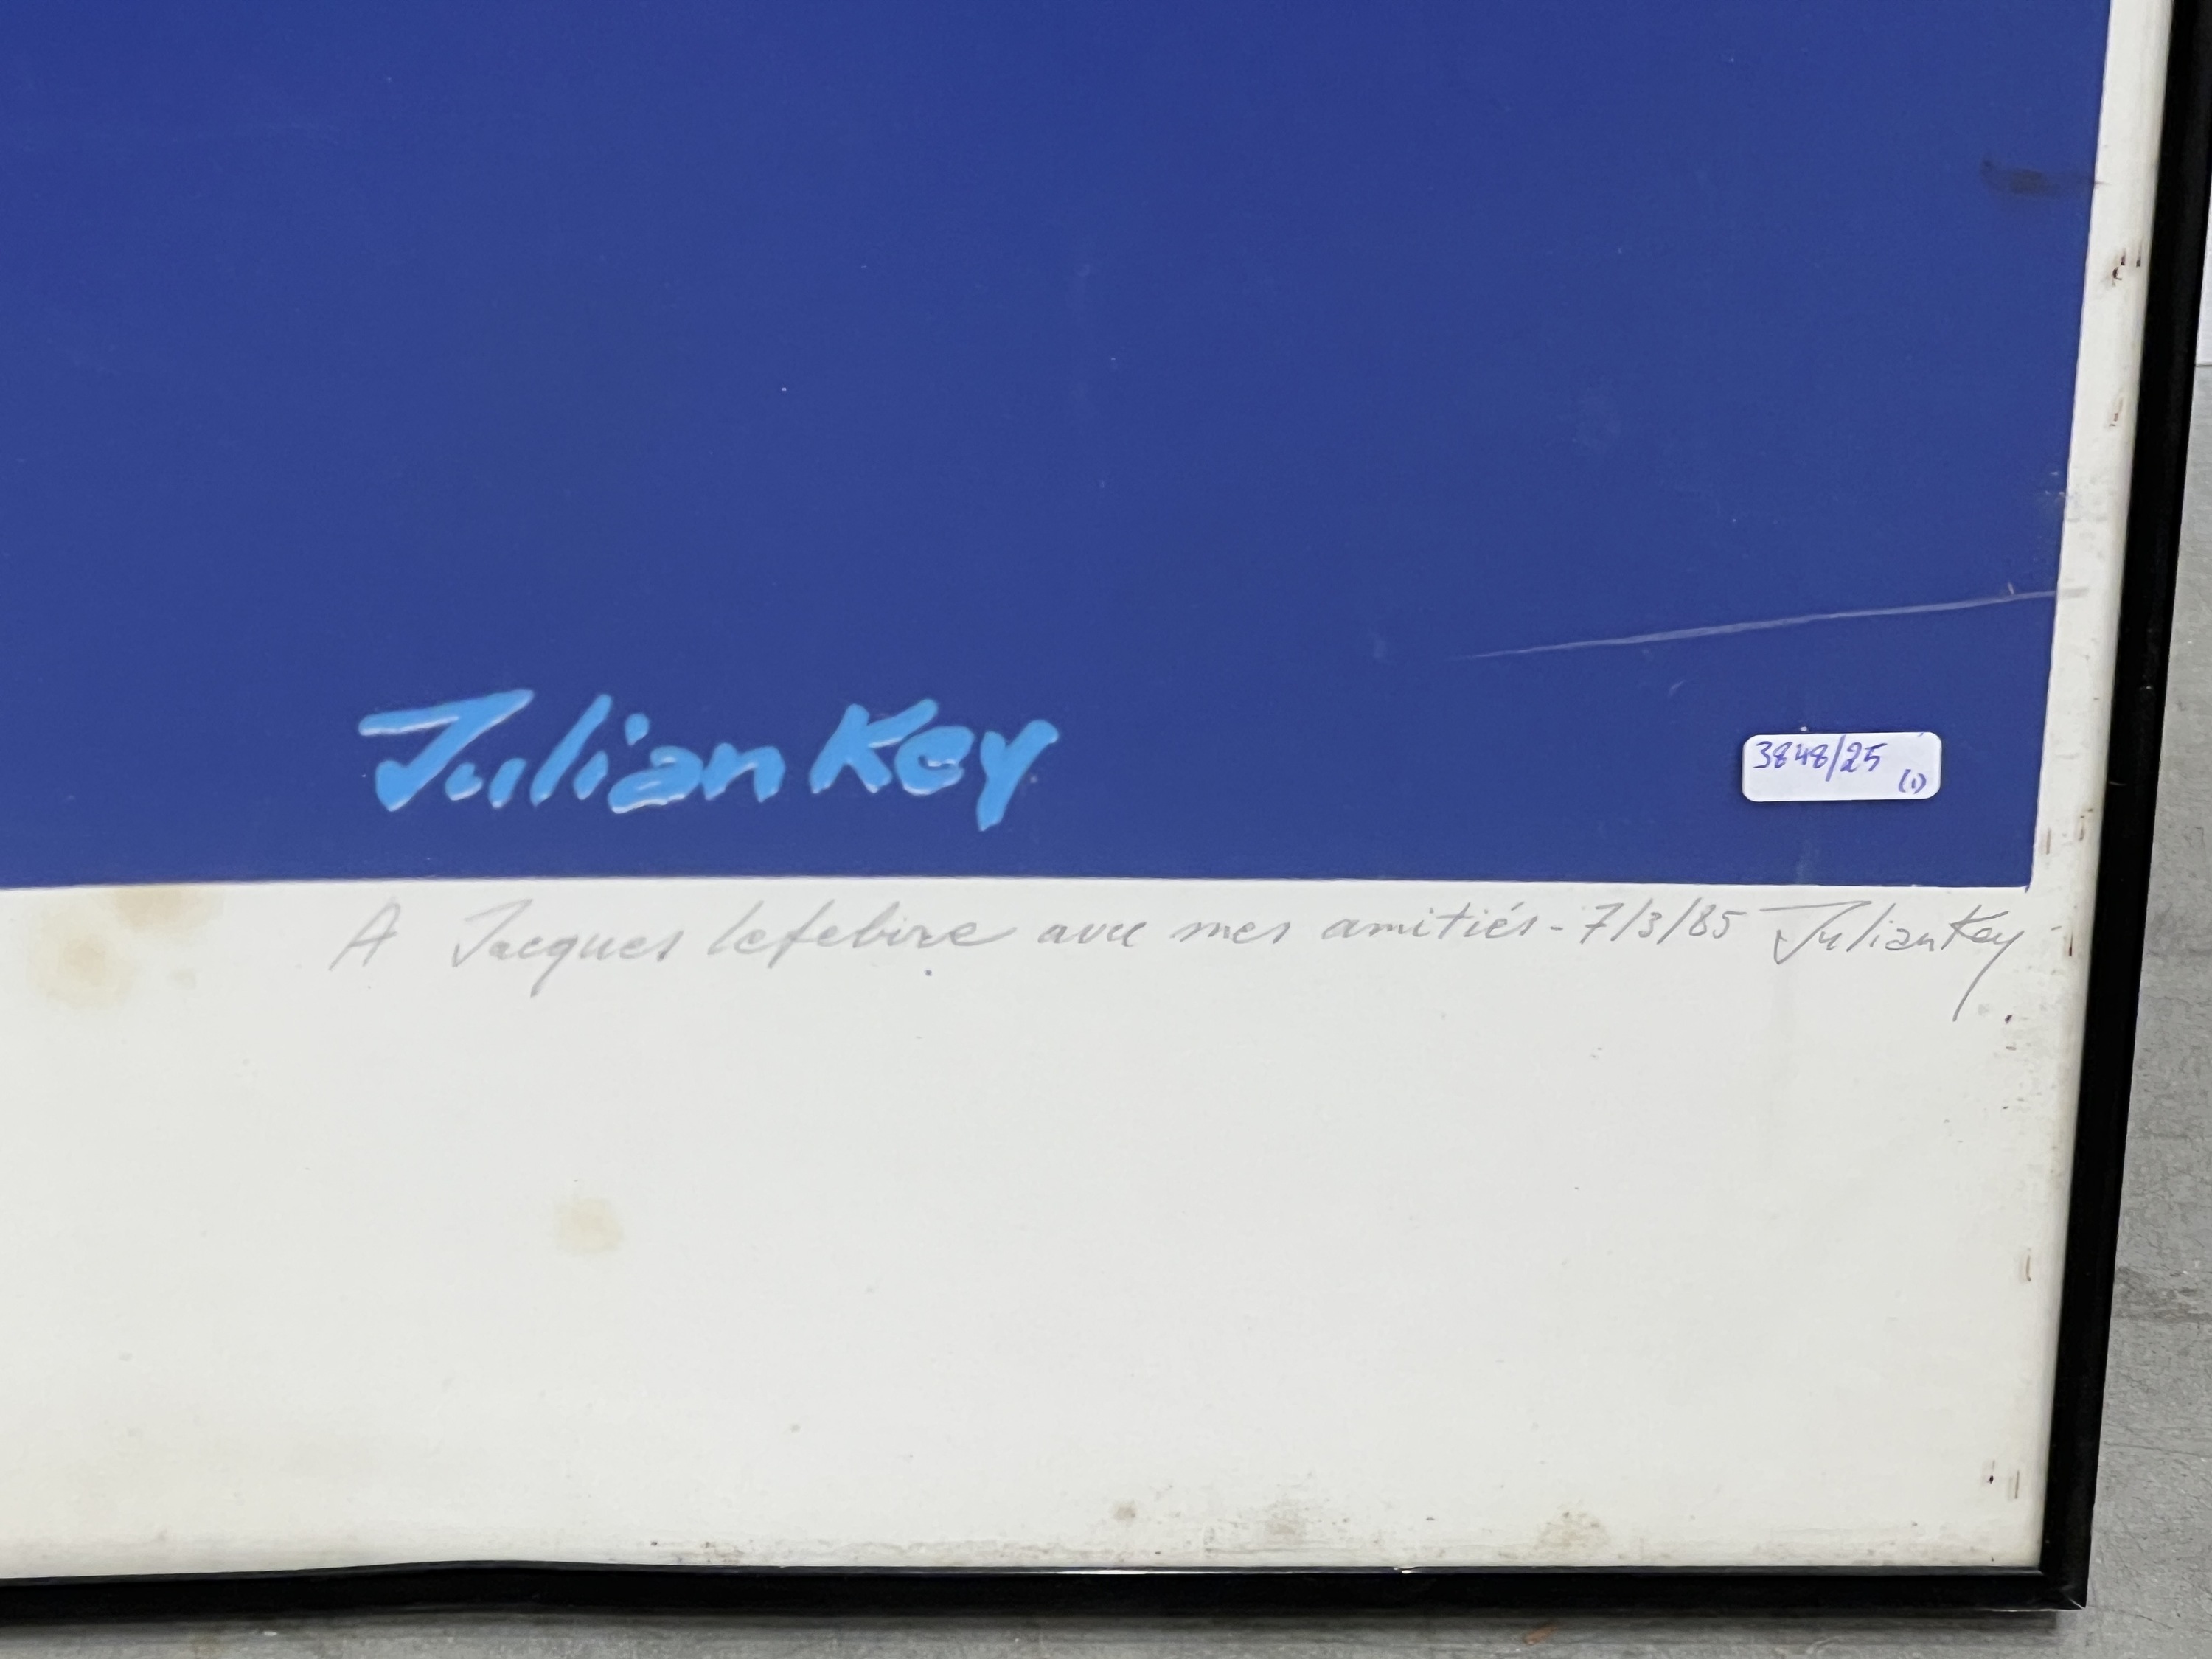 Julian Key
3848/25
(1)
A Jacques Lefebvre avec mes amitiés - 7/3/85 Julian Key -